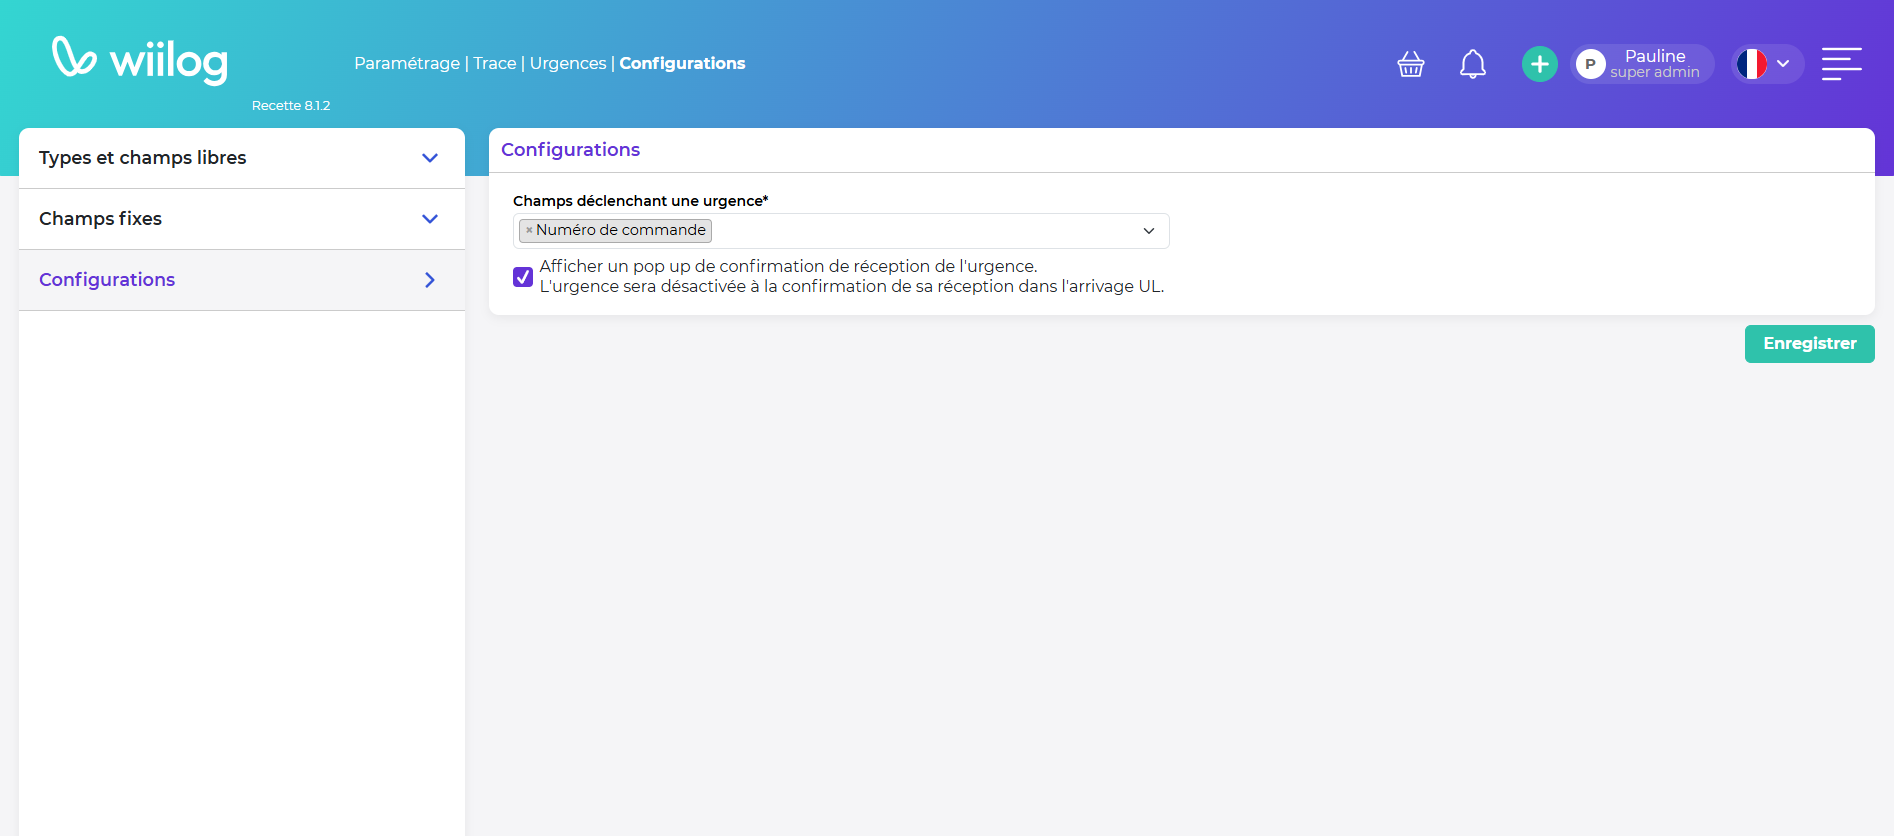 wiilog
Recette 8.1.2
Paramétrage | Trace | Urgences | Configurations
P
Pauline
super admin
Types et champs libres
Champs fixes
Configurations
Configurations
Champs déclenchant une urgence*
× Numéro de commande
Afficher un pop up de confirmation de réception de l'urgence.
L'urgence sera désactivée à la confirmation de sa réception dans l'arrivage UL.
Enregistrer